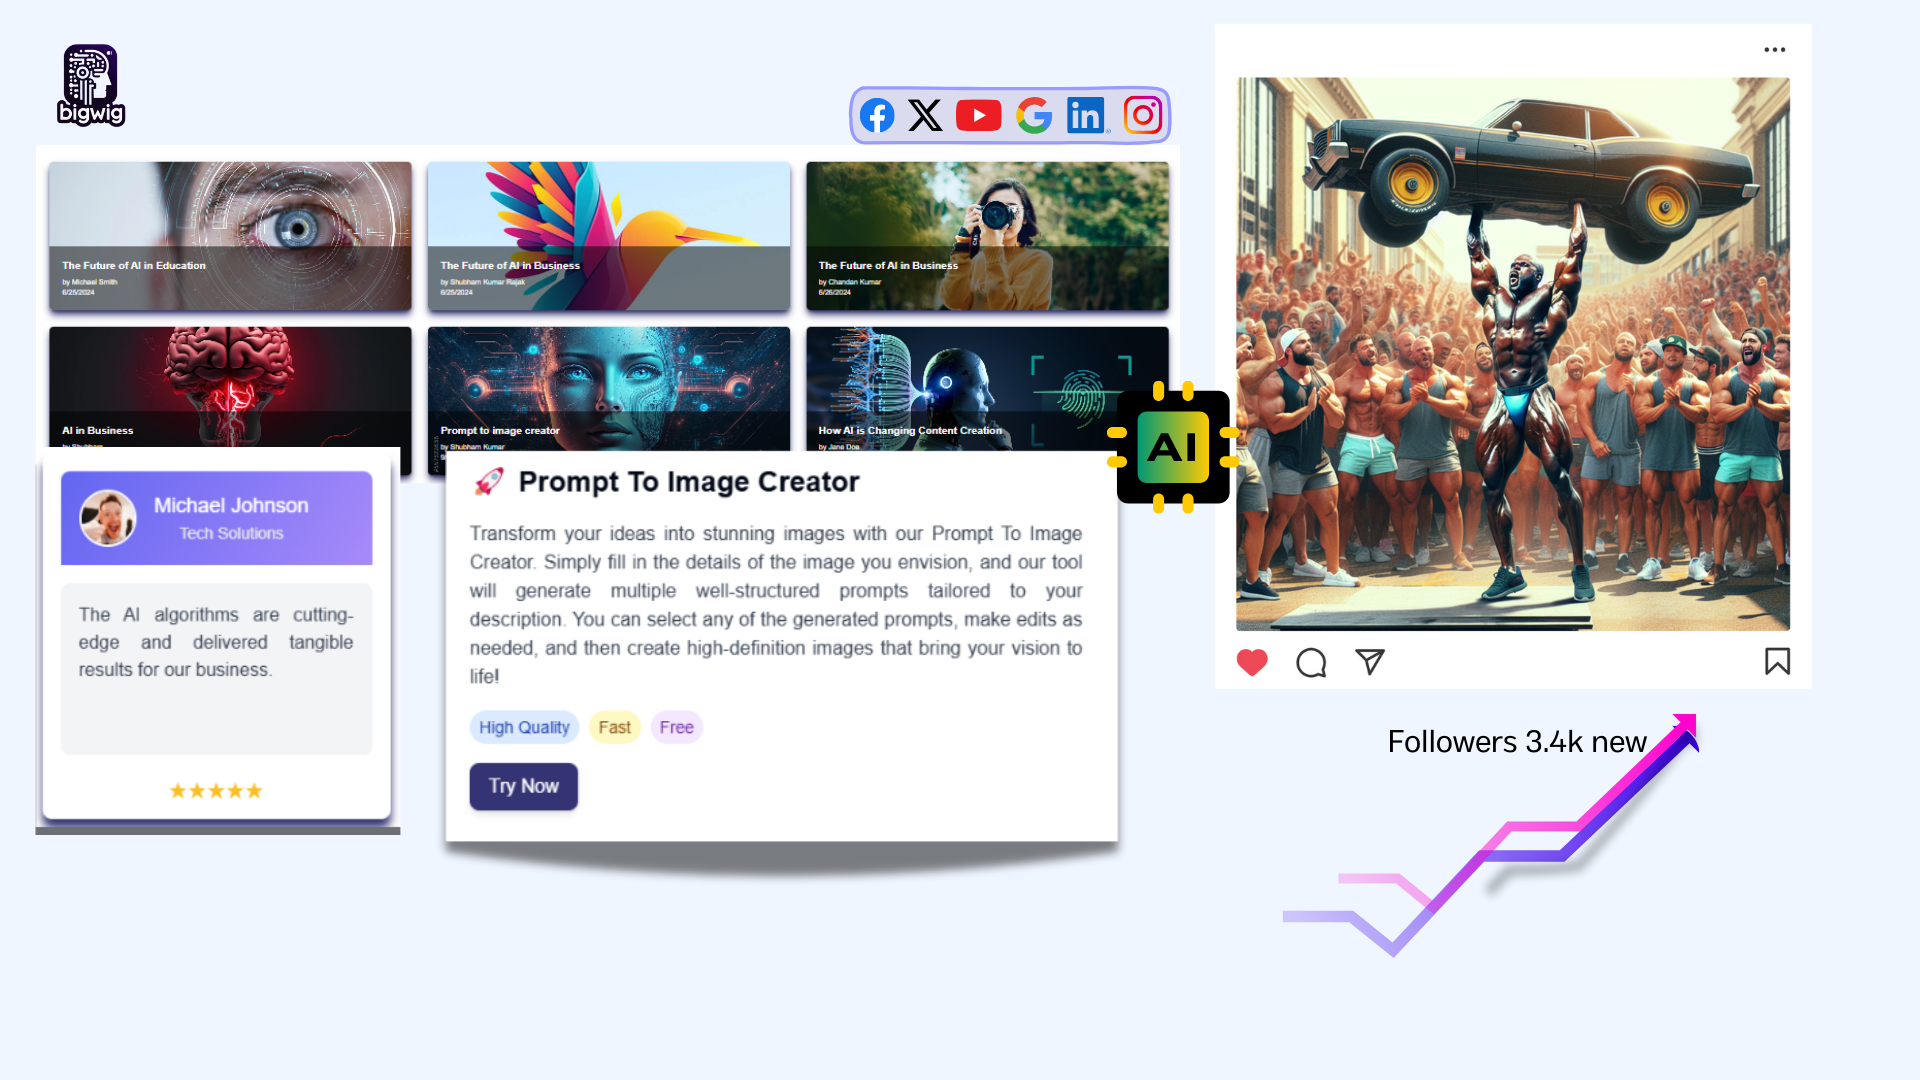 bigwig
The Future of AI in Education
by Michael Smith
6/25/2024
The Future of AI in Business
by Shubham Kumar Rajak
6/25/2024
The Future of AI in Business
by Chandan Kumar
6/26/2024
AI in Business
by Shubham
Prompt to image creator
by Shubham Kumar
How AI is Changing Content Creation
by Jane Doe
AI
Michael Johnson
Tech Solutions
The AI algorithms are cutting-
edge and delivered tangible
results for our business.
🚀 Prompt To Image Creator
Transform your ideas into stunning images with our Prompt To Image
Creator. Simply fill in the details of the image you envision, and our tool
will generate multiple well-structured prompts tailored to your
description. You can select any of the generated prompts, make edits as
needed, and then create high-definition images that bring your vision to
life!
High Quality Fast Free
Try Now
Followers 3.4k new